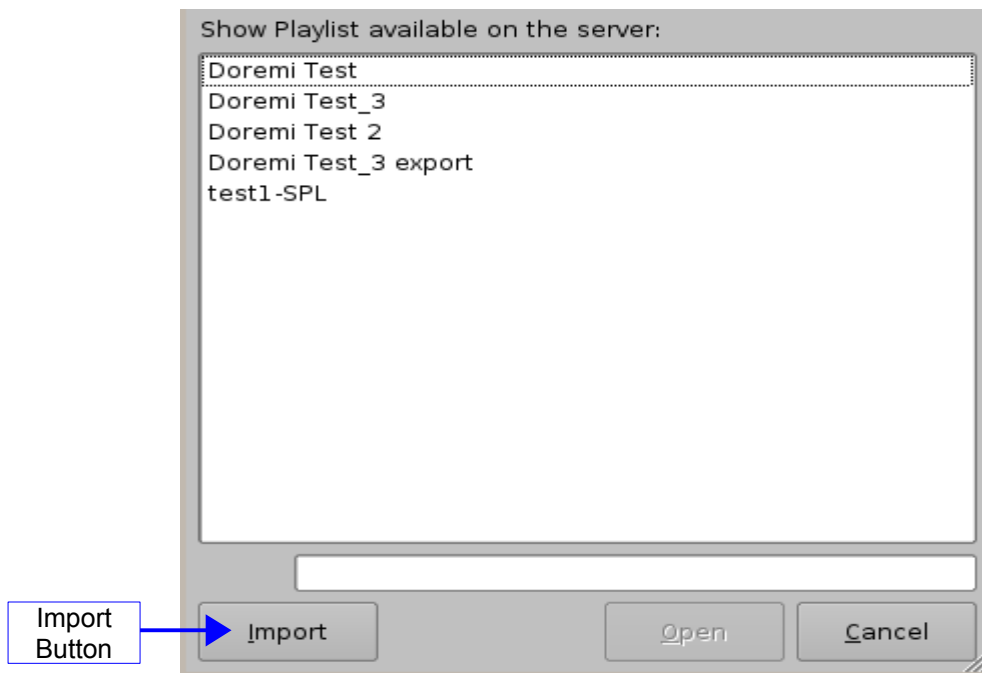 Show Playlist available on the server:
Doremi Test
Doremi Test_3
Doremi Test 2
Doremi Test_3 export
test1-SPL
Import
Button
Import
Open
Cancel